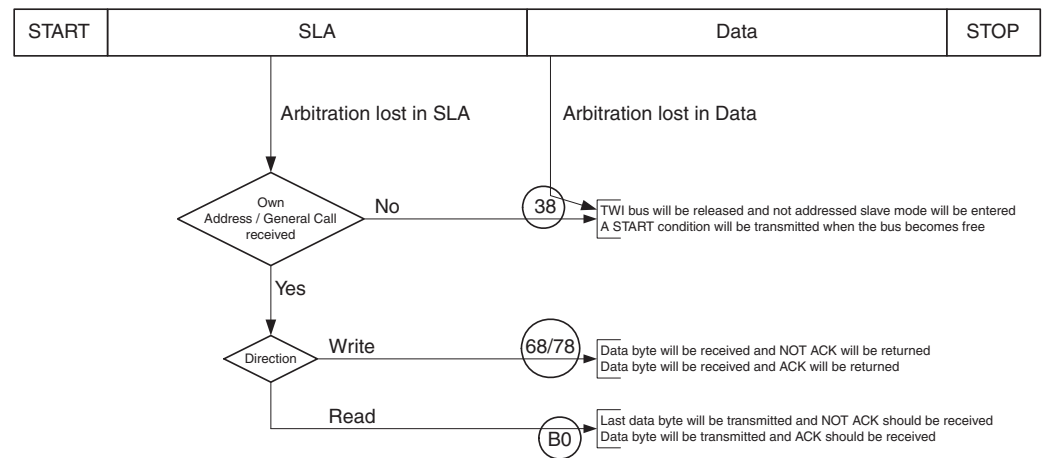 START SLA Data STOP
Arbitration lost in SLA Arbitration lost in Data
Own
Address / General Call
received
No
38
TWI bus will be released and not addressed slave mode will be entered
A START condition will be transmitted when the bus becomes free
Yes
Direction
Write
68/78
Data byte will be received and NOT ACK will be returned
Data byte will be received and ACK will be returned
Read
B0
Last data byte will be transmitted and NOT ACK should be received
Data byte will be transmitted and ACK should be received